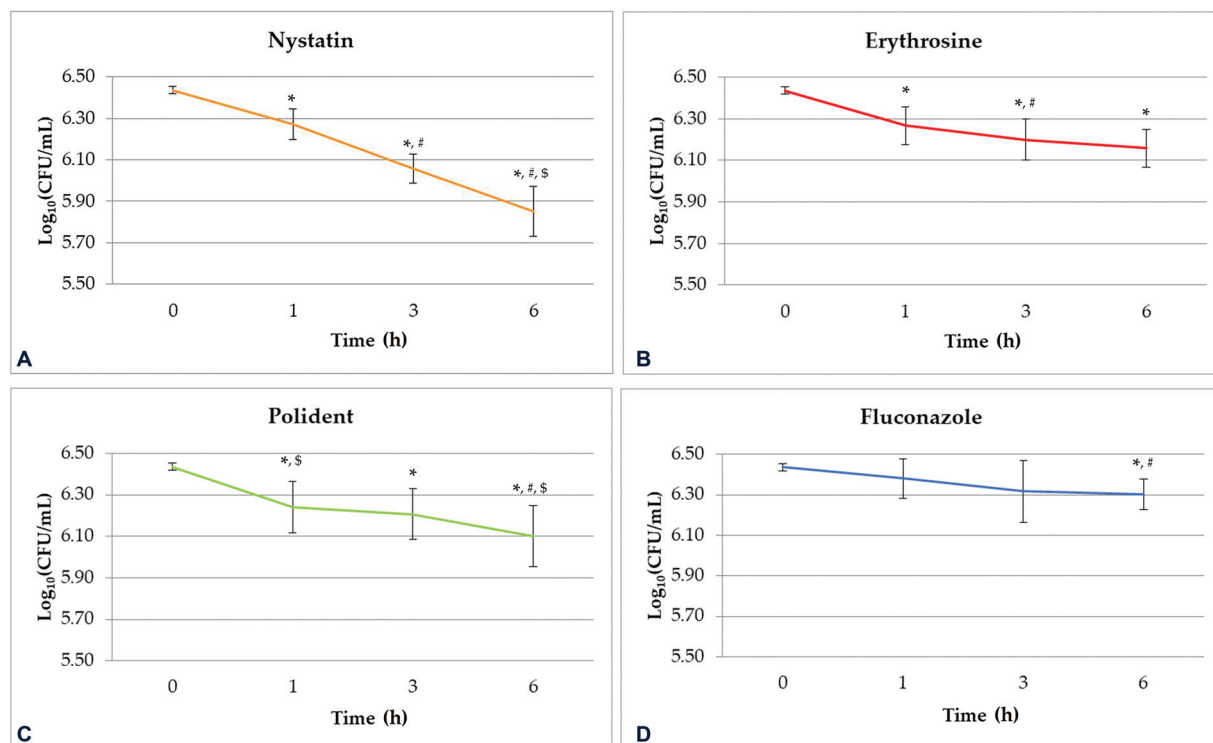 Nystatin
Log₁₀(CFU/mL)
6.50
6.30
6.10
5.90
5.70
5.50
*
*, #
*, #, $
0 1 3 6
Time (h)
A
Erythrosine
Log₁₀(CFU/mL)
6.50
6.30
6.10
5.90
5.70
5.50
*
*, #
*
0 1 3 6
Time (h)
B
Polident
Log₁₀(CFU/mL)
6.50
6.30
6.10
5.90
5.70
5.50
*, $
*
*, #, $
0 1 3 6
Time (h)
C
Fluconazole
Log₁₀(CFU/mL)
6.50
6.30
6.10
5.90
5.70
5.50
*, #
0 1 3 6
Time (h)
D